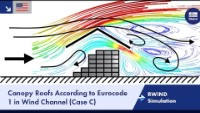 Canopy Roofs According to Eurocode
1 in Wind Channel (Case C)
RWIND
Simulation